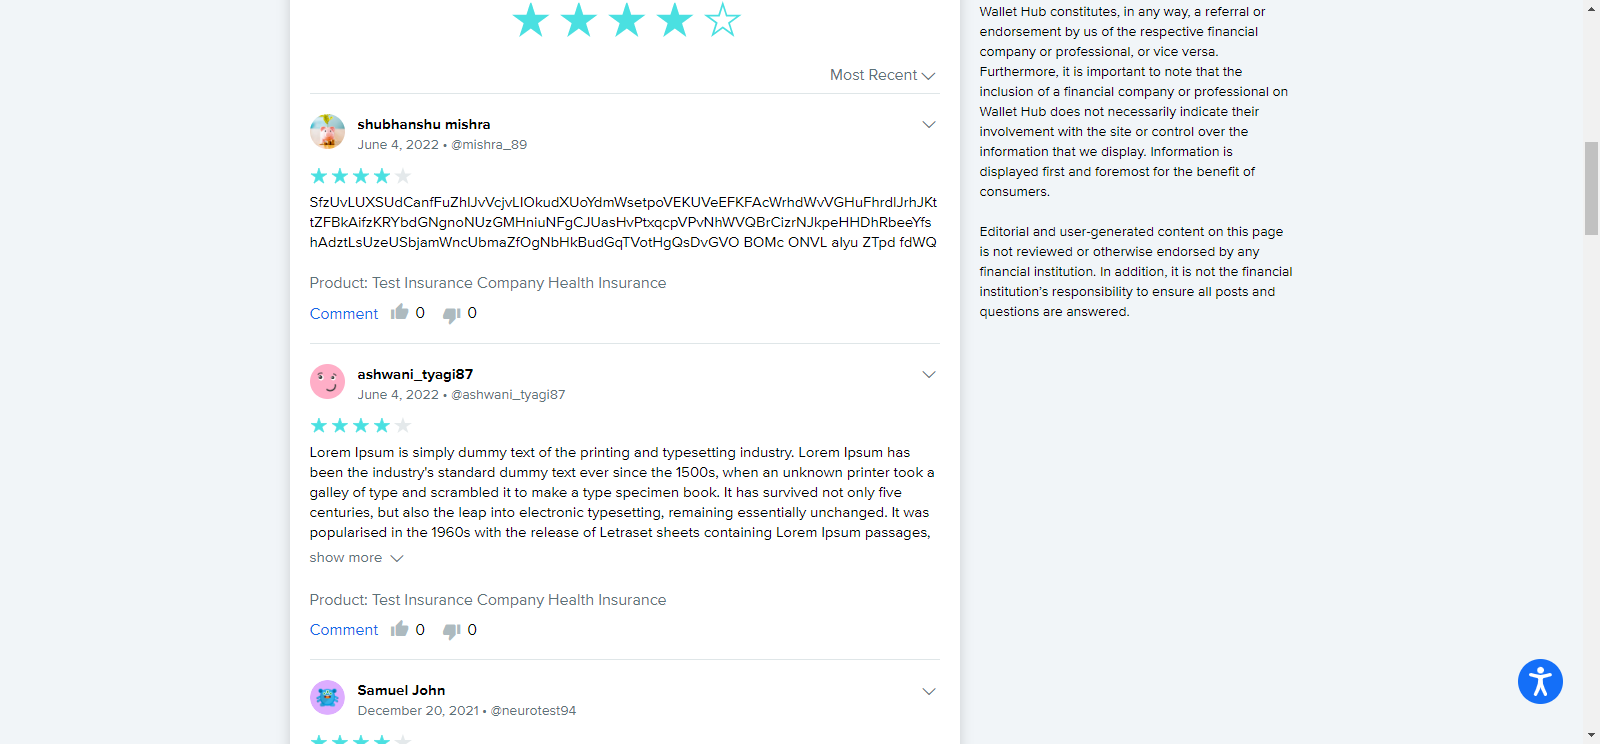 Most Recent
shubhanshu mishra
June 4, 2022 • @mishra_89
Product: Test Insurance Company Health Insurance
Comment 0 0
ashwani_tyagi87
June 4, 2022 • @ashwani_tyagi87
Lorem Ipsum is simply dummy text of the printing and typesetting industry. Lorem Ipsum has
been the industry's standard dummy text ever since the 1500s, when an unknown printer took a
galley of type and scrambled it to make a type specimen book. It has survived not only five
centuries, but also the leap into electronic typesetting, remaining essentially unchanged. It was
popularised in the 1960s with the release of Letraset sheets containing Lorem Ipsum passages,
show more
Product: Test Insurance Company Health Insurance
Comment 0 0
Samuel John
December 20, 2021 • @neurotest94
Wallet Hub constitutes, in any way, a referral or
endorsement by us of the respective financial
company or professional, or vice versa.
Furthermore, it is important to note that the
inclusion of a financial company or professional on
Wallet Hub does not necessarily indicate their
involvement with the site or control over the
information that we display. Information is
displayed first and foremost for the benefit of
consumers.
Editorial and user-generated content on this page
is not reviewed or otherwise endorsed by any
financial institution. In addition, it is not the financial
institution's responsibility to ensure all posts and
questions are answered.